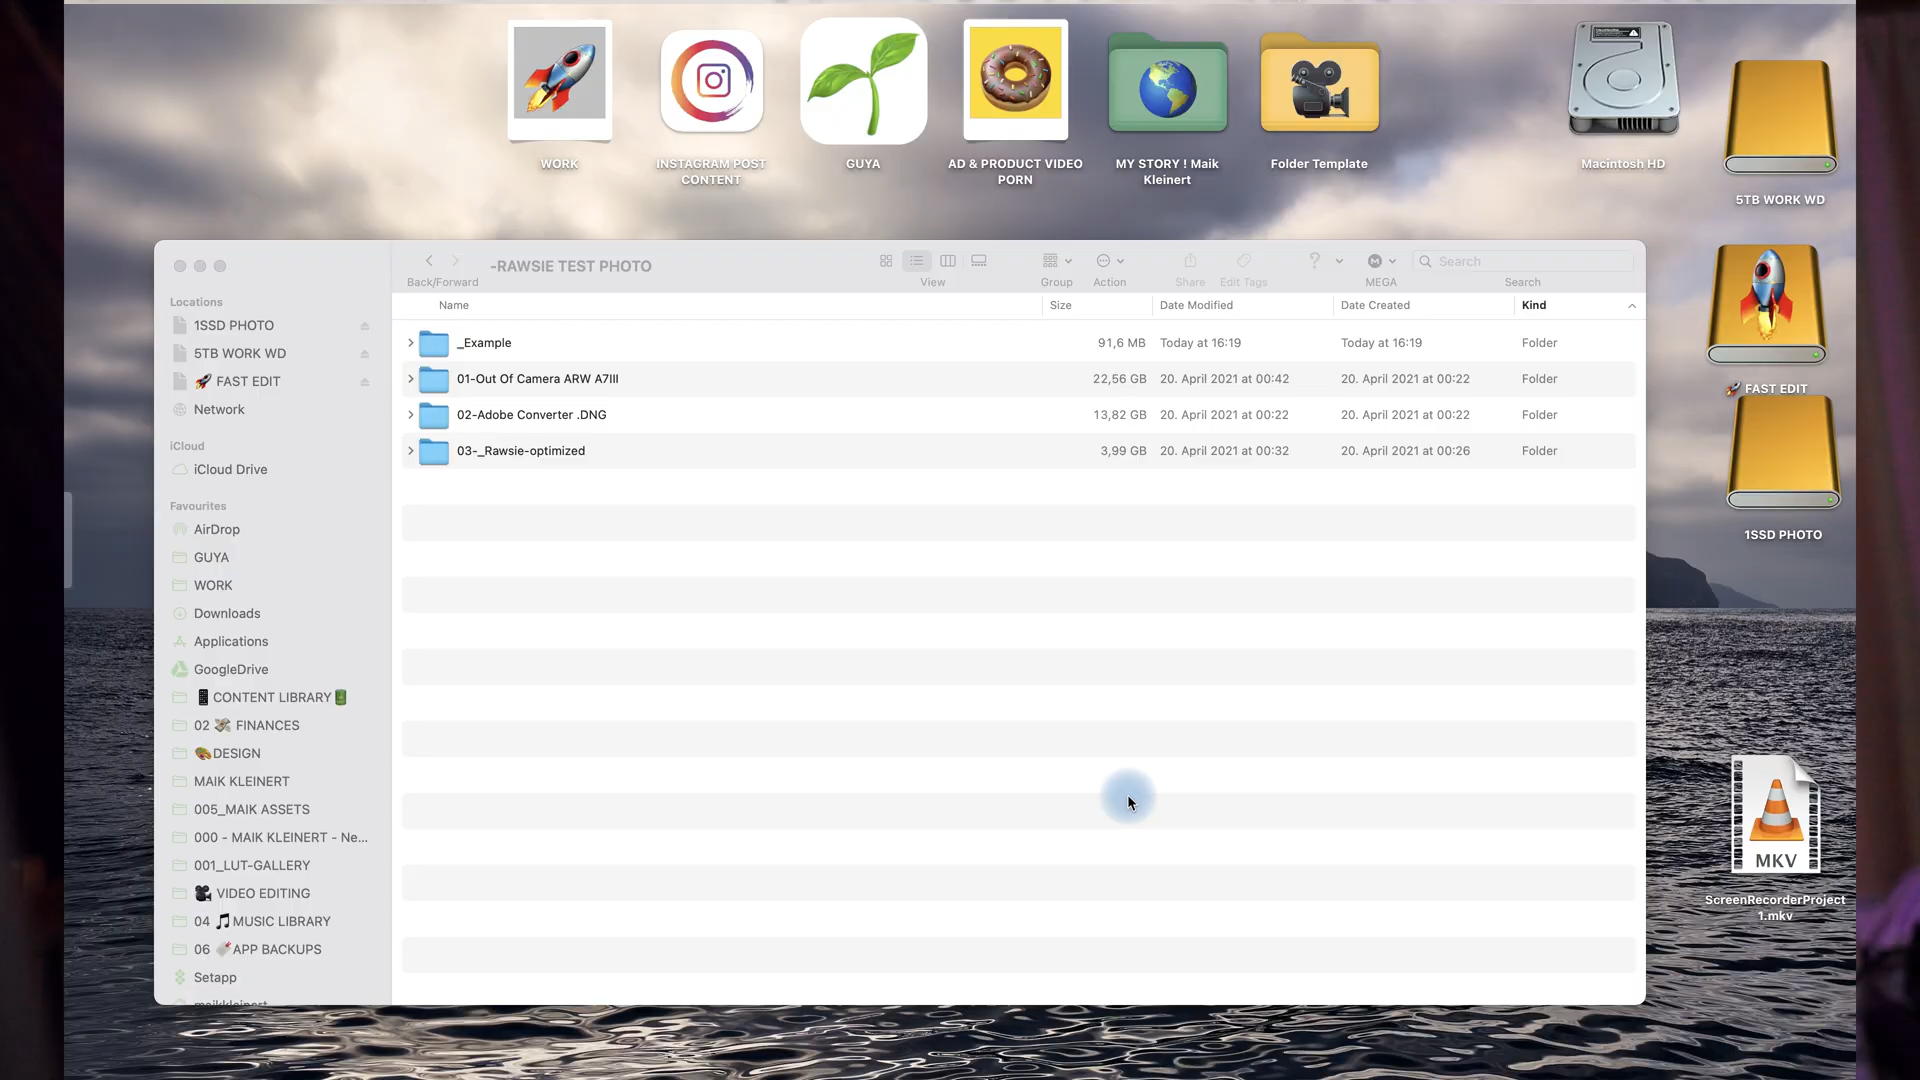 WORK
INSTAGRAM POST
CONTENT
GUYA
AD & PRODUCT VIDEO
PORN
MY STORY ! Maik
Kleinert
Folder Template
Macintosh HD
5TB WORK WD
FAST EDIT
1SSD PHOTO
MKV
ScreenRecorderProject
1.mkv
-RAWSIE TEST PHOTO
Back/Forward
View
Group
Action
Share
Edit Tags
?
M
MEGA
Search
Search
Name Size Date Modified Date Created Kind
_Example 91,6 MB Today at 16:19 Today at 16:19 Folder
01-Out Of Camera ARW A7III 22,56 GB 20. April 2021 at 00:42 20. April 2021 at 00:22 Folder
02-Adobe Converter .DNG 13,82 GB 20. April 2021 at 00:22 20. April 2021 at 00:22 Folder
03-_Rawsie-optimized 3,99 GB 20. April 2021 at 00:32 20. April 2021 at 00:26 Folder
Locations
1SSD PHOTO
5TB WORK WD
🚀 FAST EDIT
Network
iCloud
iCloud Drive
Favourites
AirDrop
GUYA
WORK
Downloads
Applications
GoogleDrive
📱CONTENT LIBRARY🛢
02 💸 FINANCES
🎨DESIGN
MAIK KLEINERT
005_MAIK ASSETS
000 - MAIK KLEINERT - Ne...
001_LUT-GALLERY
🎥 VIDEO EDITING
04 🎵MUSIC LIBRARY
06 APP BACKUPS
Setapp
maikkleinert